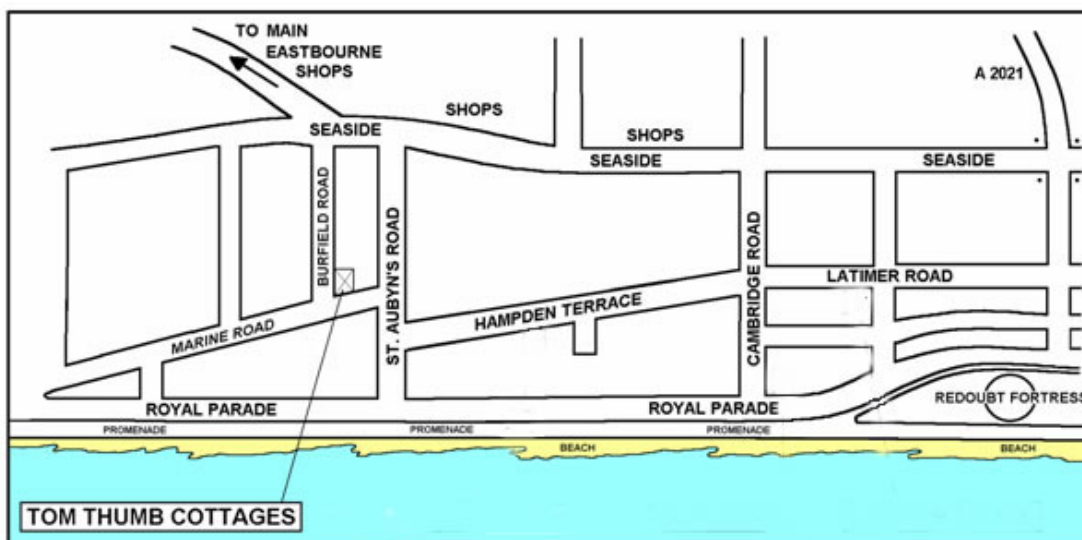 TO MAIN
EASTBOURNE
SHOPS
A 2021
SHOPS
SEASIDE
SHOPS
SEASIDE
SEASIDE
BURFIELD ROAD
ST. AUBYN'S ROAD
CAMBRIDGE ROAD
LATIMER ROAD
HAMPDEN TERRACE
MARINE ROAD
REDOUBT FORTRESS
ROYAL PARADE
ROYAL PARADE
PROMENADE
PROMENADE
PROMENADE
BEACH
BEACH
TOM THUMB COTTAGES